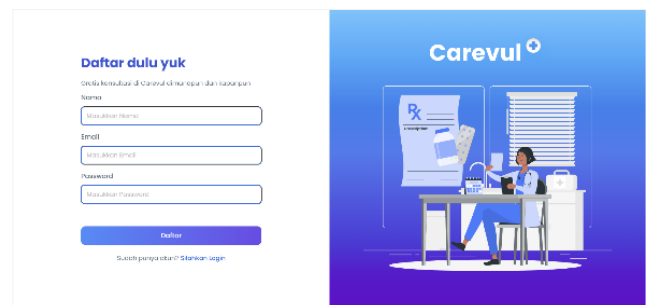 Daftar dulu yuk
Gratis konsultasi di Carevul dimanapun dan kapanpun
Nama
Masukkan Nama
Email
Masukkan Email
Password
Masukkan Password
Daftar
Sudah punya akun? Silahkan Login
Carevul
Rx